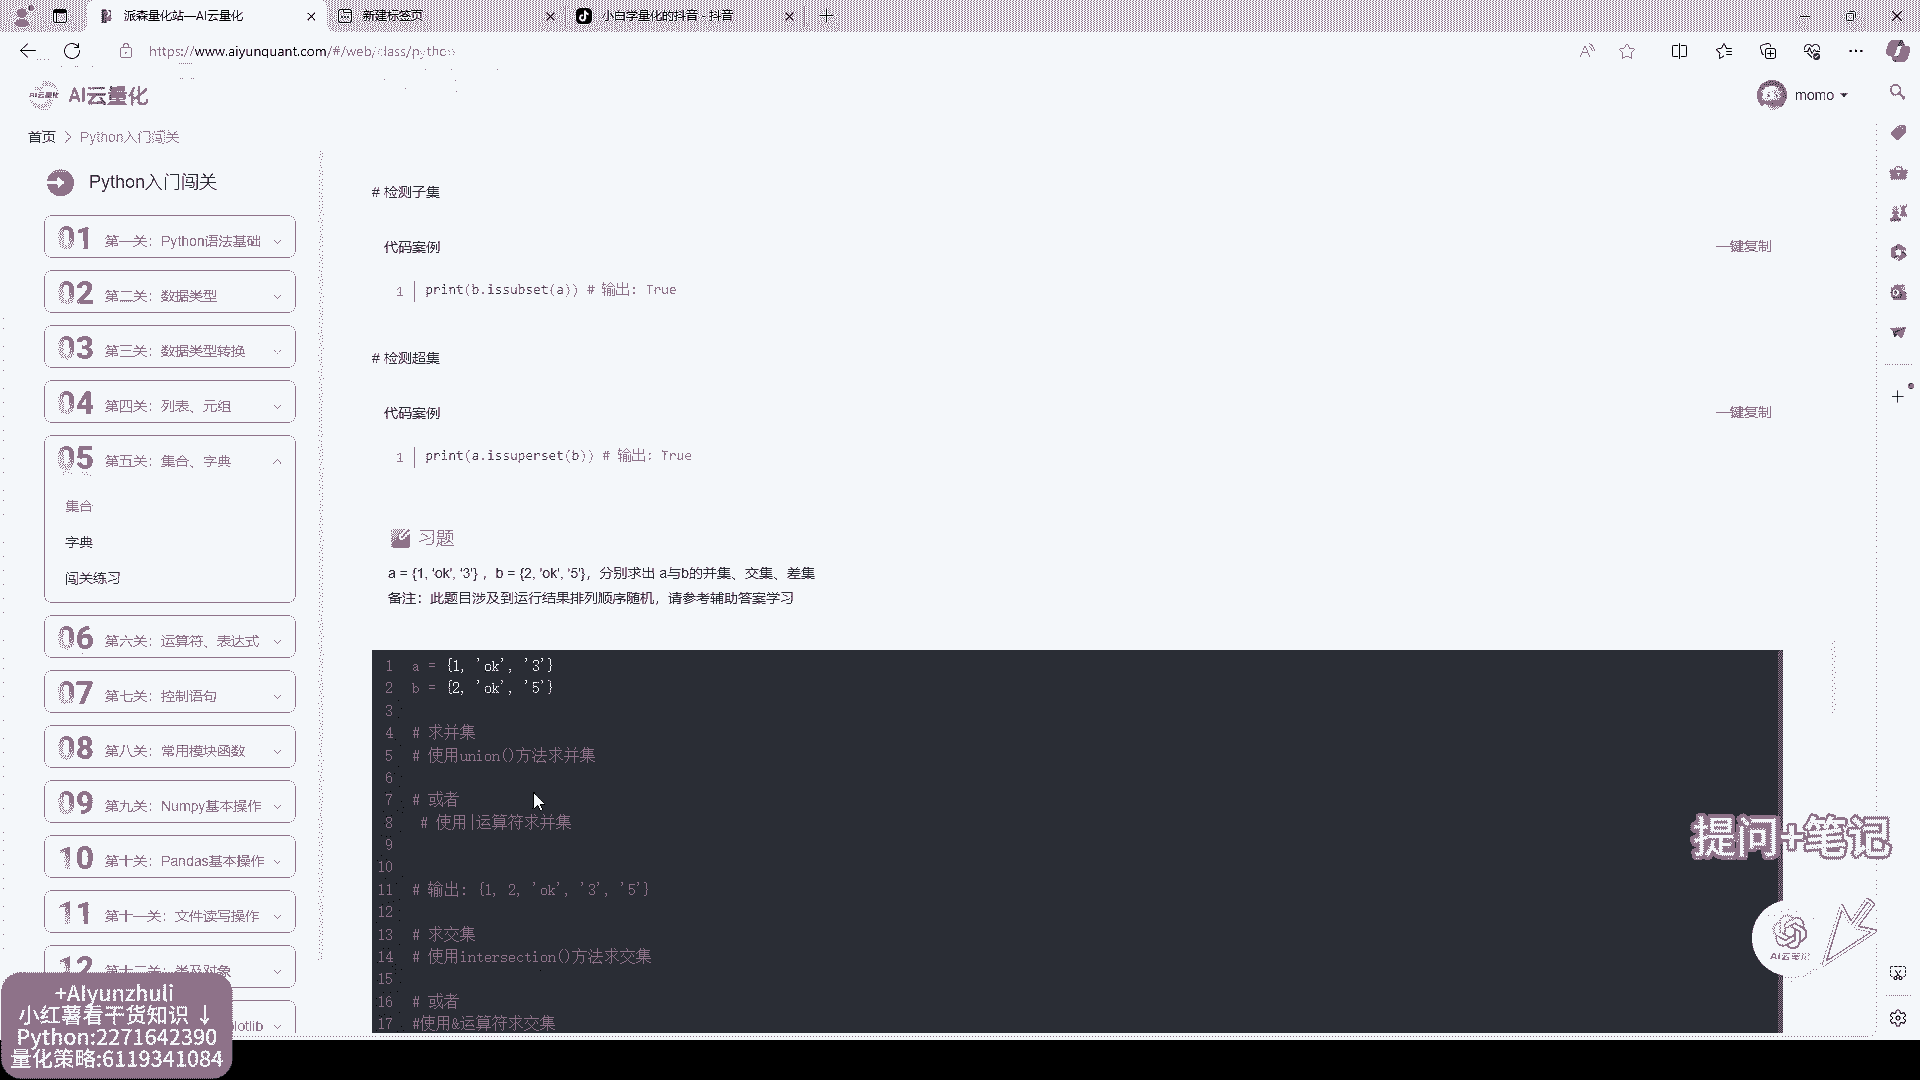 派森量化站—AI云量化
新建标签页
小白学量化的抖音 - 抖音
https://www.aiyunquant.com/#/web/class/python
AI云量化
momo
首页 > Python入门闯关
Python入门闯关
01 第一关：Python语法基础
02 第二关：数据类型
03 第三关：数据类型转换
04 第四关：列表、元组
05 第五关：集合、字典
集合
字典
闯关练习
06 第六关：运算符、表达式
07 第七关：控制语句
08 第八关：常用模块函数
09 第九关：Numpy基本操作
10 第十关：Pandas基本操作
11 第十一关：文件读写操作
12 第十二关：类及对象
plotlib
# 检测子集
代码案例
一键复制
1 print(b.issubset(a)) # 输出: True
# 检测超集
代码案例
一键复制
1 print(a.issuperset(b)) # 输出: True
习题
a = {1, 'ok', '3'} ，b = {2, 'ok', '5'}，分别求出 a与b的并集、交集、差集
备注：此题目涉及到运行结果排列顺序随机，请参考辅助答案学习
1 a = {1, 'ok', '3'}
2 b = {2, 'ok', '5'}
3
4 # 求并集
5 # 使用union()方法求并集
6
7 # 或者
8 # 使用|运算符求并集
9
10
11 # 输出: {1, 2, 'ok', '3', '5'}
12
13 # 求交集
14 # 使用intersection()方法求交集
15
16 # 或者
17 #使用&运算符求交集
提问+笔记
AI云笔记
+AIyunzhuli
小红薯看干货知识 ↓
Python:2271642390
量化策略:6119341084